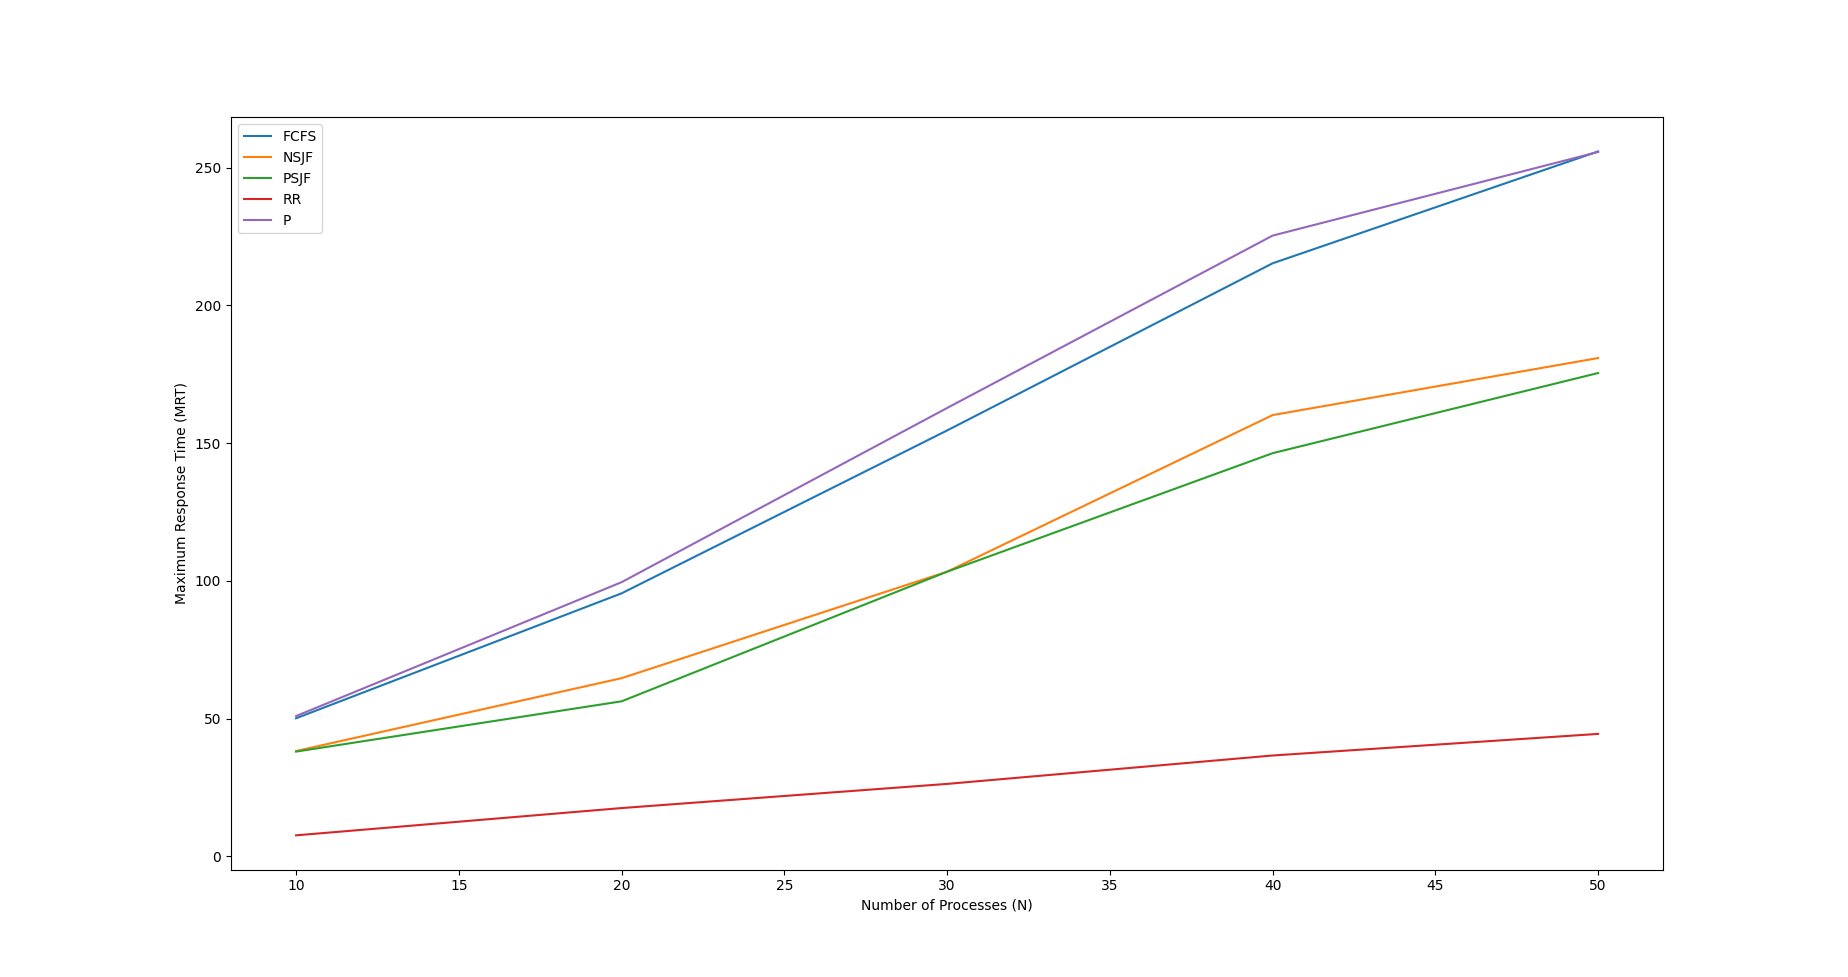 FCFS
NSJF
PSJF
RR
P
250
200
150
100
50
0
Maximum Response Time (MRT)
10 15 20 25 30 35 40 45 50
Number of Processes (N)